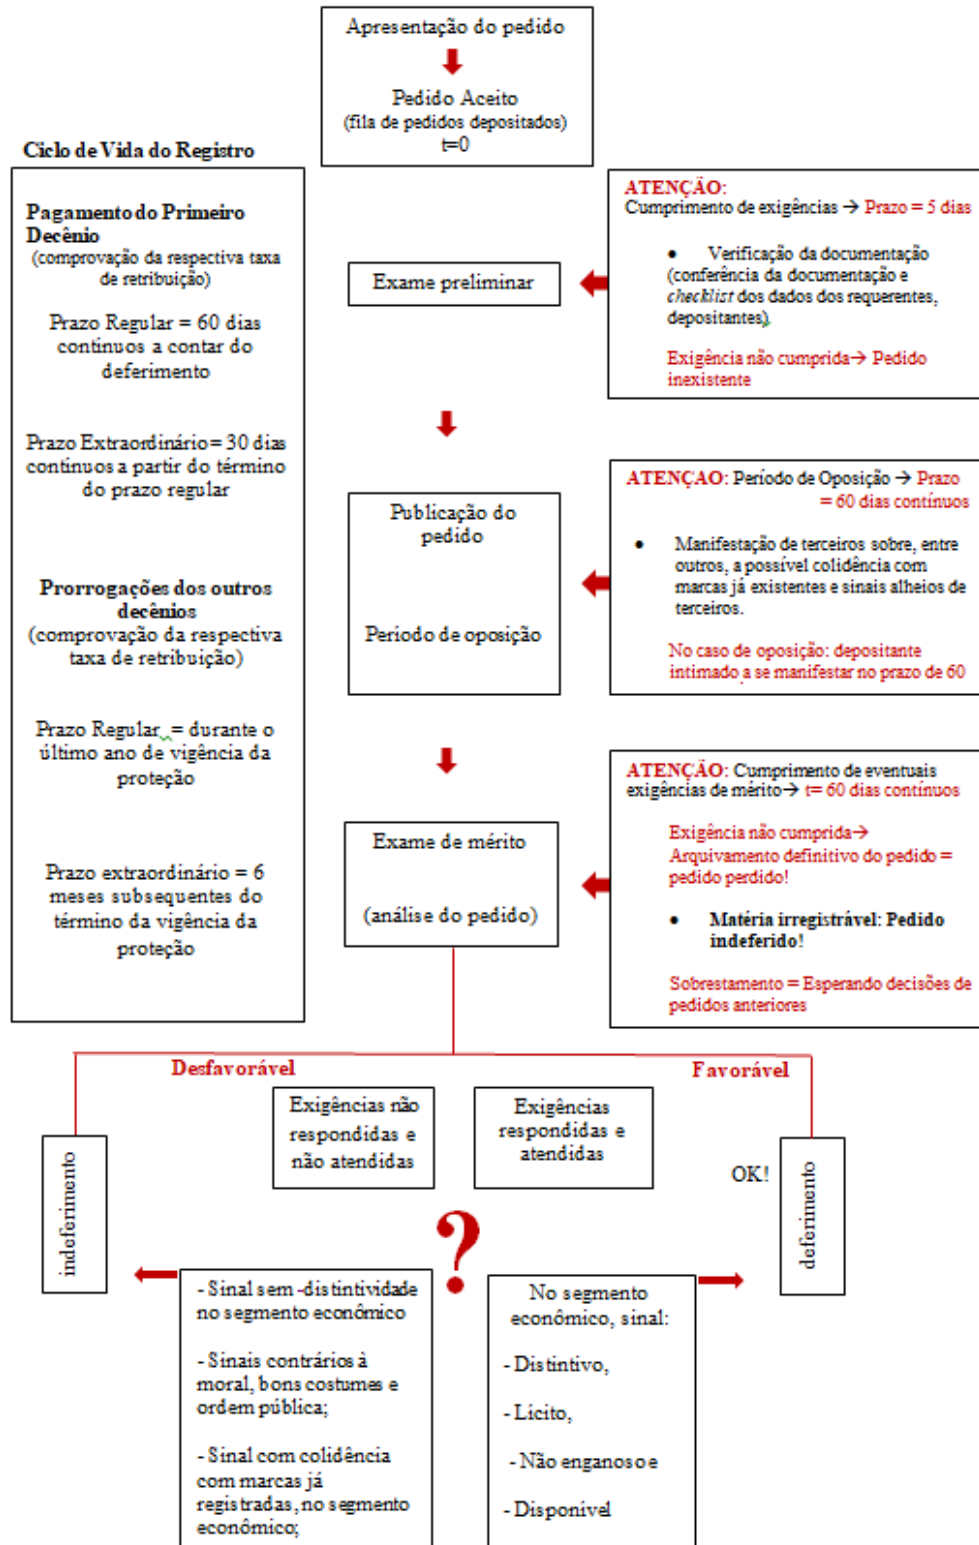 Apresentação do pedido
Pedido Aceito
(fila de pedidos depositados)
t=0
Ciclo de Vida do Registro
Pagamento do Primeiro
Decênio
(comprovação da respectiva taxa
de retribuição)
Prazo Regular = 60 dias
contínuos a contar do
deferimento
Prazo Extraordinário = 30 dias
contínuos a partir do término
do prazo regular
Prorrogações dos outros
decênios
(comprovação da respectiva
taxa de retribuição)
Prazo Regular = durante o
último ano de vigência da
proteção
Prazo extraordinário = 6
meses subsequentes do
término da vigência da
proteção
ATENÇÃO:
Cumprimento de exigências → Prazo = 5 dias
• Verificação da documentação
(conferência da documentação e
checklist dos dados dos requerentes,
depositantes)
Exigência não cumprida→ Pedido
inexistente
Exame preliminar
Publicação do
pedido
Período de oposição
ATENÇAO: Período de Oposição → Prazo
= 60 dias contínuos
• Manifestação de terceiros sobre, entre
outros, a possível colidência com
marcas já existentes e sinais alheios de
terceiros.
No caso de oposição: depositante
intimado a se manifestar no prazo de 60
Exame de mérito
(análise do pedido)
ATENÇÃO: Cumprimento de eventuais
exigências de mérito→ t= 60 dias contínuos
Exigência não cumprida→
Arquivamento definitivo do pedido =
pedido perdido!
• Matéria irregistrável: Pedido
indeferido!
Sobrestamento = Esperando decisões de
pedidos anteriores
Desfavorável
Favorável
Exigências não
respondidas e
não atendidas
Exigências
respondidas e
atendidas
indeferimento
OK!
deferimento
?
- Sinal sem -distintividade
no segmento econômico
- Sinais contrários à
moral, bons costumes e
ordem pública;
- Sinal com colidência
com marcas já
registradas, no segmento
econômico;
No segmento
econômico, sinal:
- Distintivo,
- Lícito,
- Não enganoso e
- Disponível